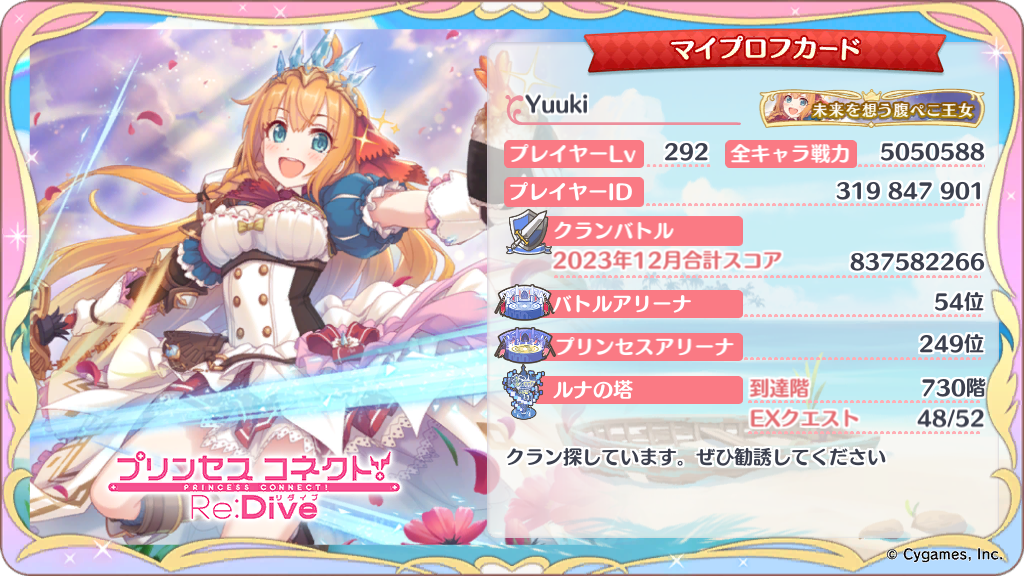 マイプロフカード
Yuuki
未来を想う腹ぺこ王女
プレイヤーLv 292 全キャラ戦力 5050588
プレイヤーID 319 847 901
クランバトル
2023年12月合計スコア 837582266
バトルアリーナ 54位
プリンセスアリーナ 249位
ルナの塔 到達階 730階
EXクエスト 48/52
クラン探しています。ぜひ勧誘してください
プリンセス コネクト!
PRINCESS CONNECT!
リダイブ
Re:Dive
© Cygames, Inc.